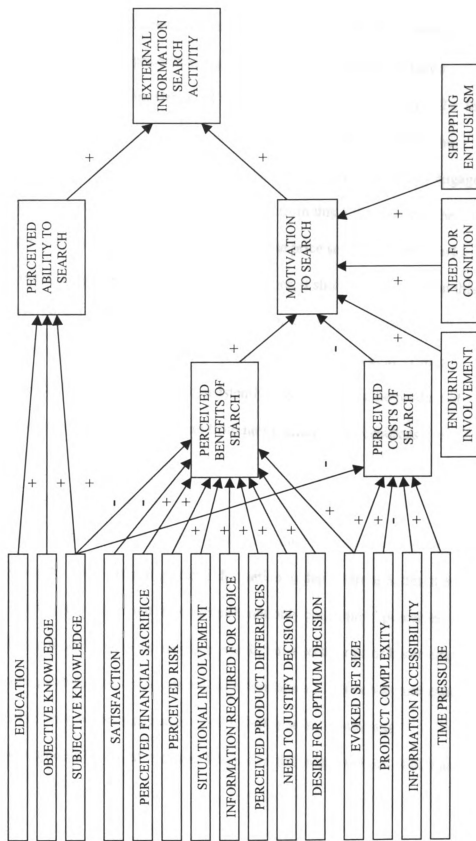 EDUCATION
OBJECTIVE KNOWLEDGE
SUBJECTIVE KNOWLEDGE
SATISFACTION
PERCEIVED FINANCIAL SACRIFICE
PERCEIVED RISK
SITUATIONAL INVOLVEMENT
INFORMATION REQUIRED FOR CHOICE
PERCEIVED PRODUCT DIFFERENCES
NEED TO JUSTIFY DECISION
DESIRE FOR OPTMUM DECISION
EVOKED SET SIZE
PRODUCT COMPLEXITY
INFORMATION ACCESSIBILITY
TIME PRESSURE
+
+
+
-
-
-
+
+
+
+
+
+
+
+
+
+
-
+
PERCEIVED
ABILITY TO
SEARCH
PERCEIVED
BENEFITS OF
SEARCH
PERCEIVED
COSTS OF
SEARCH
+
-
ENDURING
INVOLVEMENT
NEED FOR
COGNITION
SHOPPING
ENTHUSIASM
+
+
+
MOTIVATION
TO SEARCH
+
+
EXTERNAL
INFORMATION
SEARCH
ACTIVITY